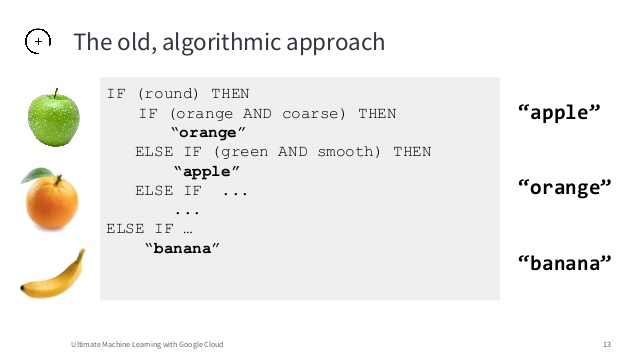 The old, algorithmic approach
IF (round) THEN
IF (orange AND coarse) THEN
“orange”
ELSE IF (green AND smooth) THEN
“apple”
ELSE IF ...
...
ELSE IF …
“banana”
“apple”
“orange”
“banana”
Ultimate Machine Learning with Google Cloud
13